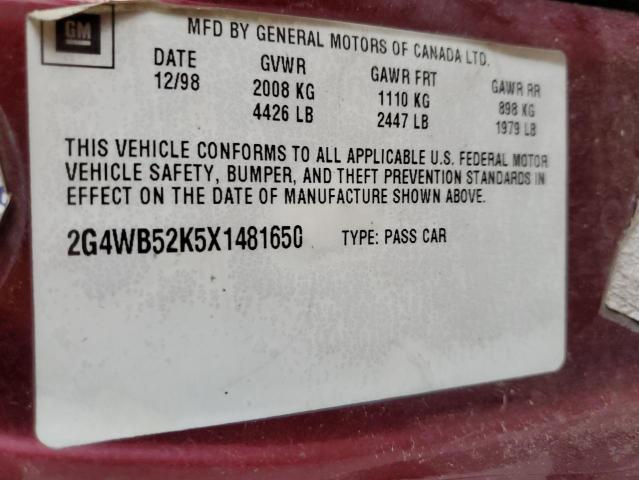 GM
MFD BY GENERAL MOTORS OF CANADA LTD.
DATE GVWR GAWR FRT GAWR RR
12/98 2008 KG 1110 KG 898 KG
4426 LB 2447 LB 1979 LB
THIS VEHICLE CONFORMS TO ALL APPLICABLE U.S. FEDERAL MOTOR
VEHICLE SAFETY, BUMPER, AND THEFT PREVENTION STANDARDS IN
EFFECT ON THE DATE OF MANUFACTURE SHOWN ABOVE.
2G4WB52K5X1481650 TYPE: PASS CAR